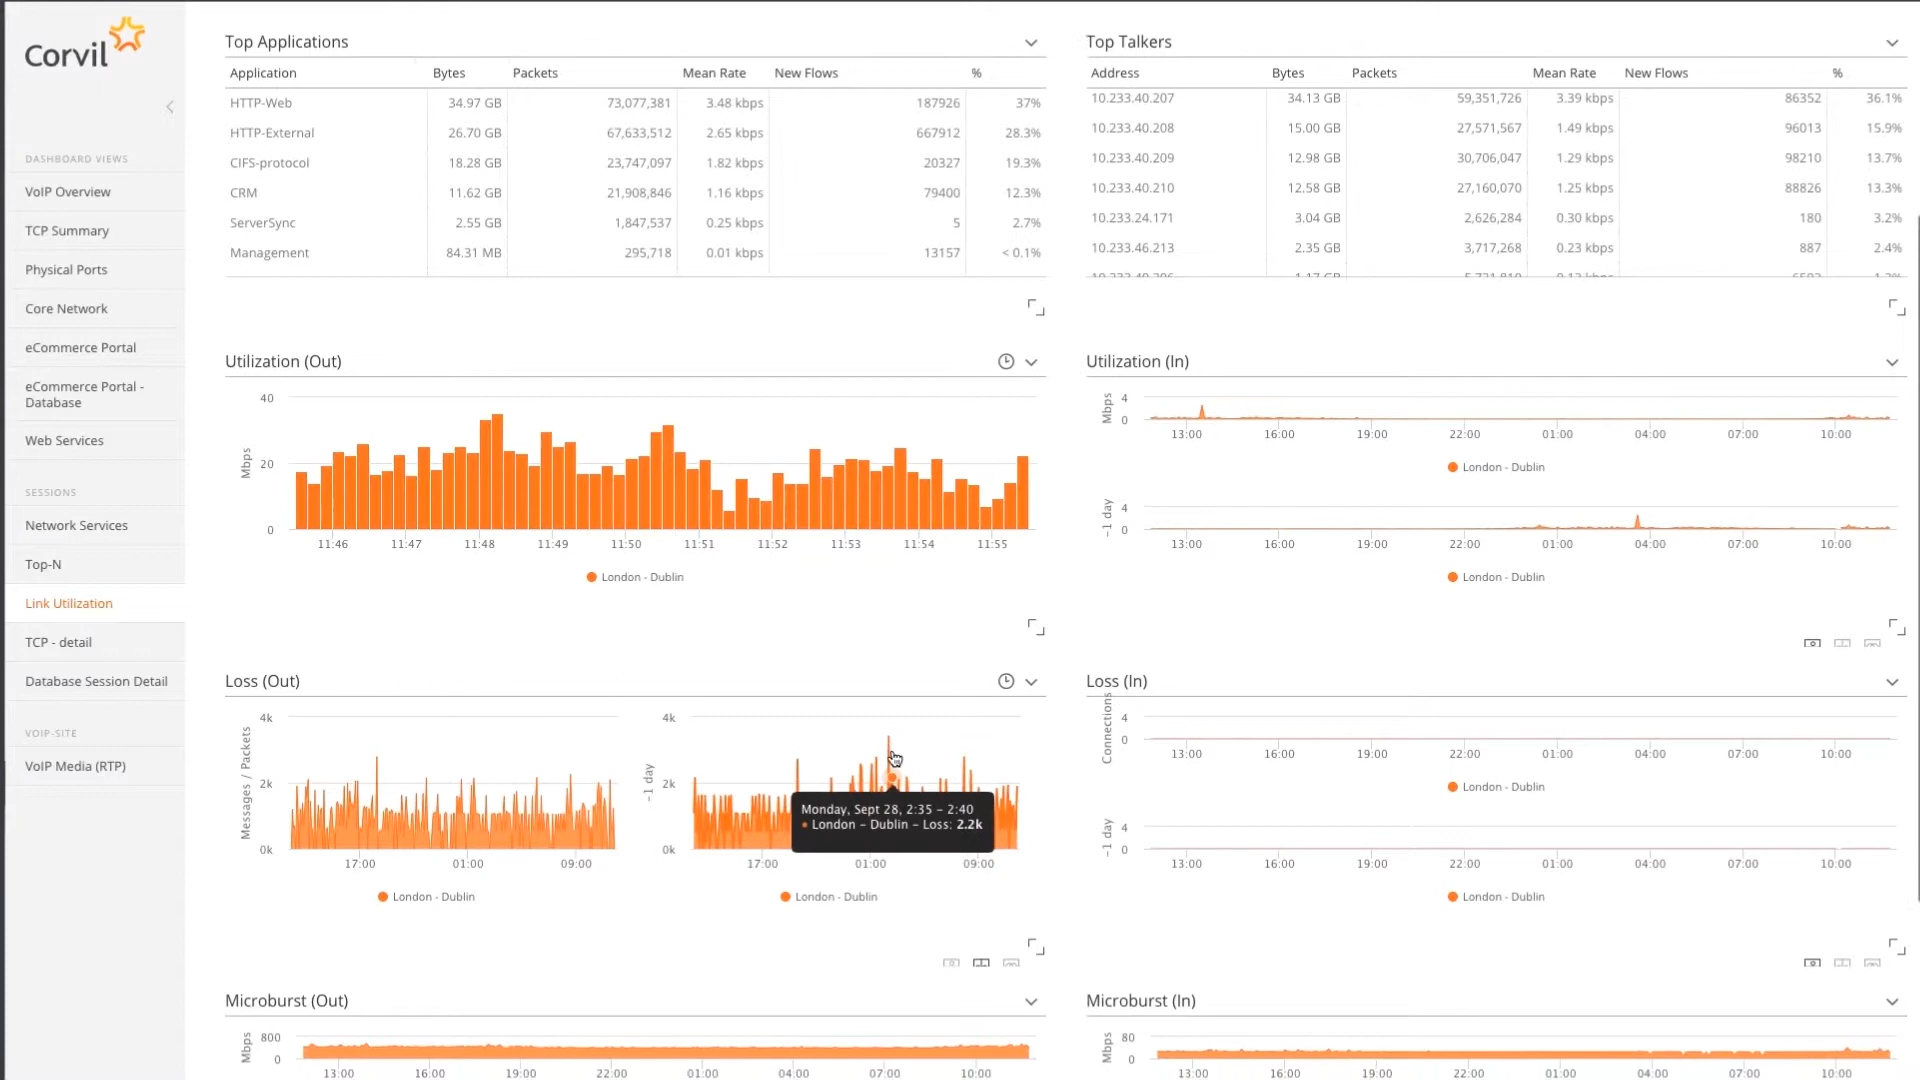 Corvil
DASHBOARD VIEWS
VoIP Overview
TCP Summary
Physical Ports
Core Network
eCommerce Portal
eCommerce Portal -
Database
Web Services
SESSIONS
Network Services
Top-N
Link Utilization
TCP - detail
Database Session Detail
VOIP-SITE
VoIP Media (RTP)
Top Applications
Application Bytes Packets Mean Rate New Flows %
HTTP-Web 34.97 GB 73,077,381 3.48 kbps 187926 37%
HTTP-External 26.70 GB 67,633,512 2.65 kbps 667912 28.3%
CIFS-protocol 18.28 GB 23,747,097 1.82 kbps 20327 19.3%
CRM 11.62 GB 21,908,846 1.16 kbps 79400 12.3%
ServerSync 2.55 GB 1,847,537 0.25 kbps 5 2.7%
Management 84.31 MB 295,718 0.01 kbps 13157 < 0.1%
Top Talkers
Address Bytes Packets Mean Rate New Flows %
10.233.40.207 34.13 GB 59,351,726 3.39 kbps 86352 36.1%
10.233.40.208 15.00 GB 27,571,567 1.49 kbps 96013 15.9%
10.233.40.209 12.98 GB 30,706,047 1.29 kbps 98210 13.7%
10.233.40.210 12.58 GB 27,160,070 1.25 kbps 88826 13.3%
10.233.24.171 3.04 GB 2,626,284 0.30 kbps 180 3.2%
10.233.46.213 2.35 GB 3,717,268 0.23 kbps 887 2.4%
Utilization (Out)
Mbps
40
20
0
11:46 11:47 11:48 11:49 11:50 11:51 11:52 11:53 11:54 11:55
London - Dublin
Utilization (In)
Mbps
4
0
13:00 16:00 19:00 22:00 01:00 04:00 07:00 10:00
London - Dublin
-1 day
4
0
13:00 16:00 19:00 22:00 01:00 04:00 07:00 10:00
London - Dublin
Loss (Out)
Messages / Packets
4k
2k
0k
17:00 01:00 09:00
London - Dublin
-1 day
4k
2k
0k
Monday, Sept 28, 2:35 – 2:40
London – Dublin – Loss: 2.2k
17:00 01:00 09:00
London - Dublin
Loss (In)
Connections
4
0
13:00 16:00 19:00 22:00 01:00 04:00 07:00 10:00
London - Dublin
-1 day
4
0
13:00 16:00 19:00 22:00 01:00 04:00 07:00 10:00
London - Dublin
Microburst (Out)
Mbps
800
0
13:00 16:00 19:00 22:00 01:00 04:00 07:00 10:00
Microburst (In)
Mbps
80
0
13:00 16:00 19:00 22:00 01:00 04:00 07:00 10:00